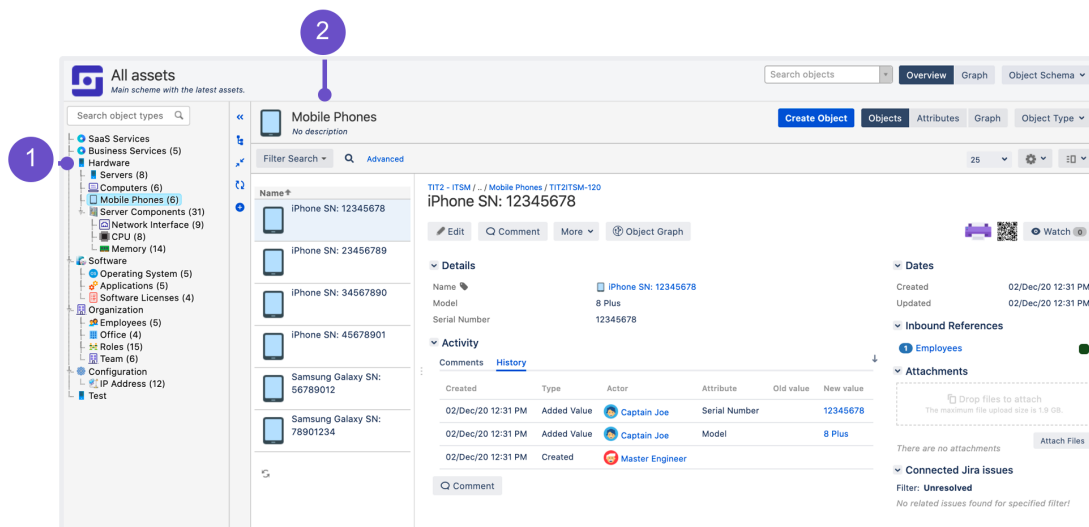 2
All assets
Main scheme with the latest assets.
Search objects
Overview
Graph
Object Schema
Search object types
Mobile Phones
No description
Create Object
Objects
Attributes
Graph
Object Type
1
SaaS Services
Business Services (5)
Hardware
Servers (8)
Computers (6)
Mobile Phones (6)
Server Components (31)
Network Interface (9)
CPU (8)
Memory (14)
Software
Operating System (5)
Applications (5)
Software Licenses (4)
Organization
Employees (5)
Office (4)
Roles (15)
Team (6)
Configuration
IP Address (12)
Test
Filter Search
Advanced
25
Name
iPhone SN: 12345678
iPhone SN: 23456789
iPhone SN: 34567890
iPhone SN: 45678901
Samsung Galaxy SN:
56789012
Samsung Galaxy SN:
78901234
TIT2 - ITSM / .. / Mobile Phones / TIT2ITSM-120
iPhone SN: 12345678
Edit
Comment
More
Object Graph
Watch 0
Details
Name
iPhone SN: 12345678
Model
8 Plus
Serial Number
12345678
Activity
Comments
History
Created Type Actor Attribute Old value New value
02/Dec/20 12:31 PM Added Value Captain Joe Serial Number 12345678
02/Dec/20 12:31 PM Added Value Captain Joe Model 8 Plus
02/Dec/20 12:31 PM Created Master Engineer
Comment
Dates
Created 02/Dec/20 12:31 PM
Updated 02/Dec/20 12:31 PM
Inbound References
1 Employees
Attachments
Drop files to attach
The maximum file upload size is 1.9 GB.
There are no attachments
Attach Files
Connected Jira issues
Filter: Unresolved
No related issues found for specified filter!